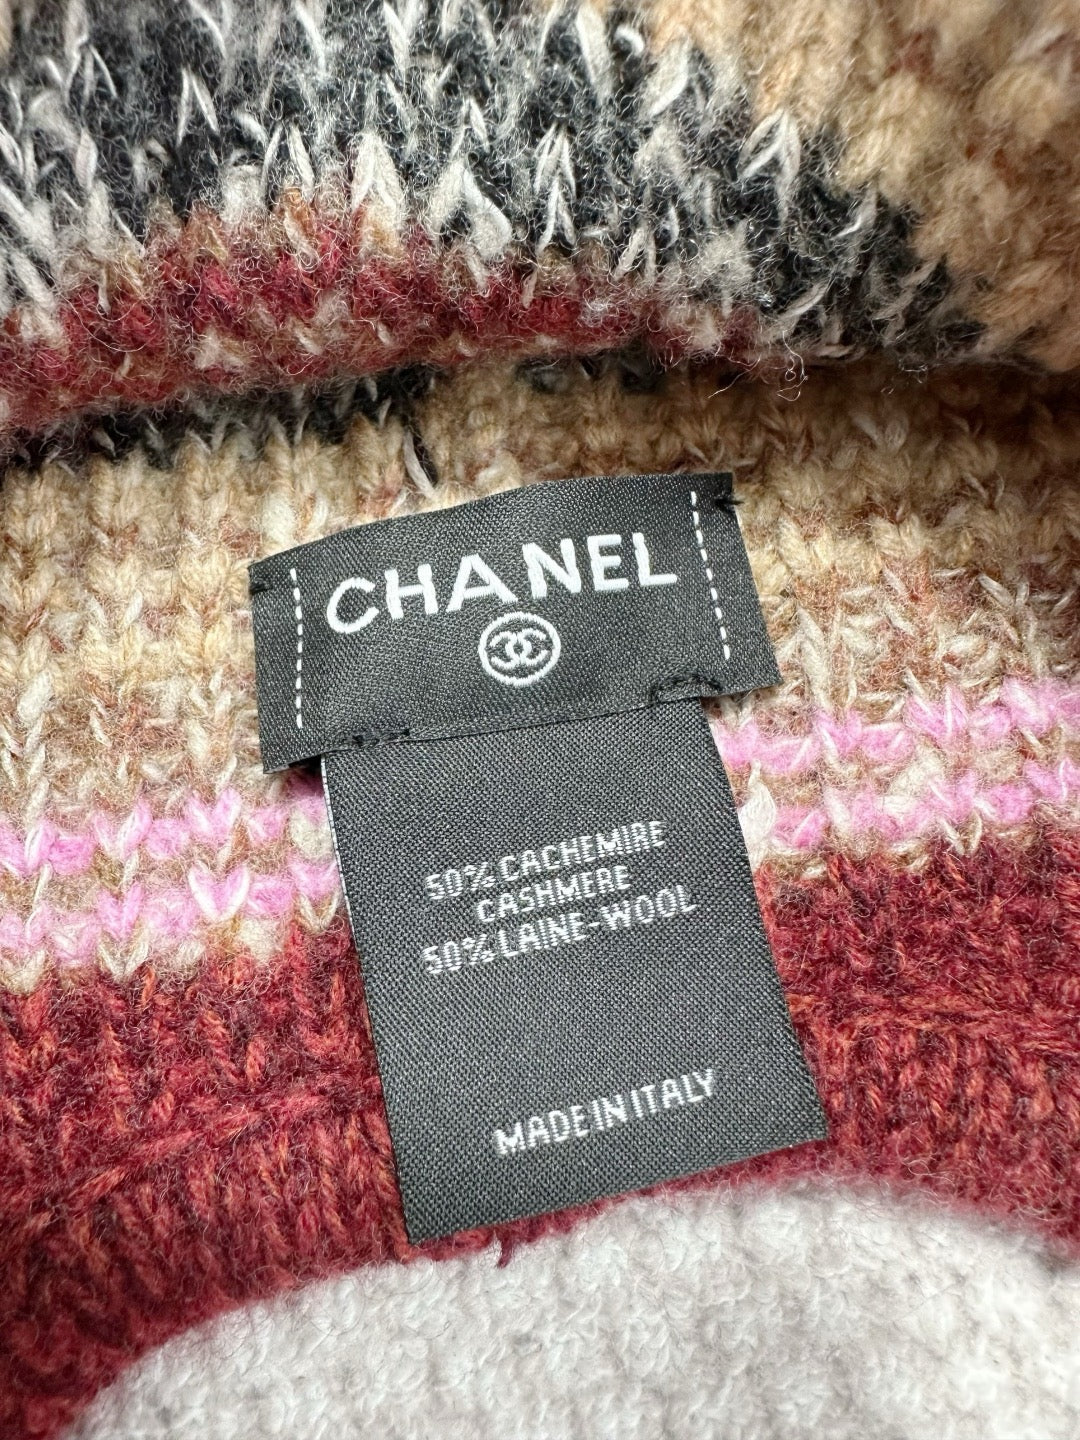 CHANEL
50% CACHEMIRE
CASHMERE
50% LAINE-WOOL
MADE IN ITALY